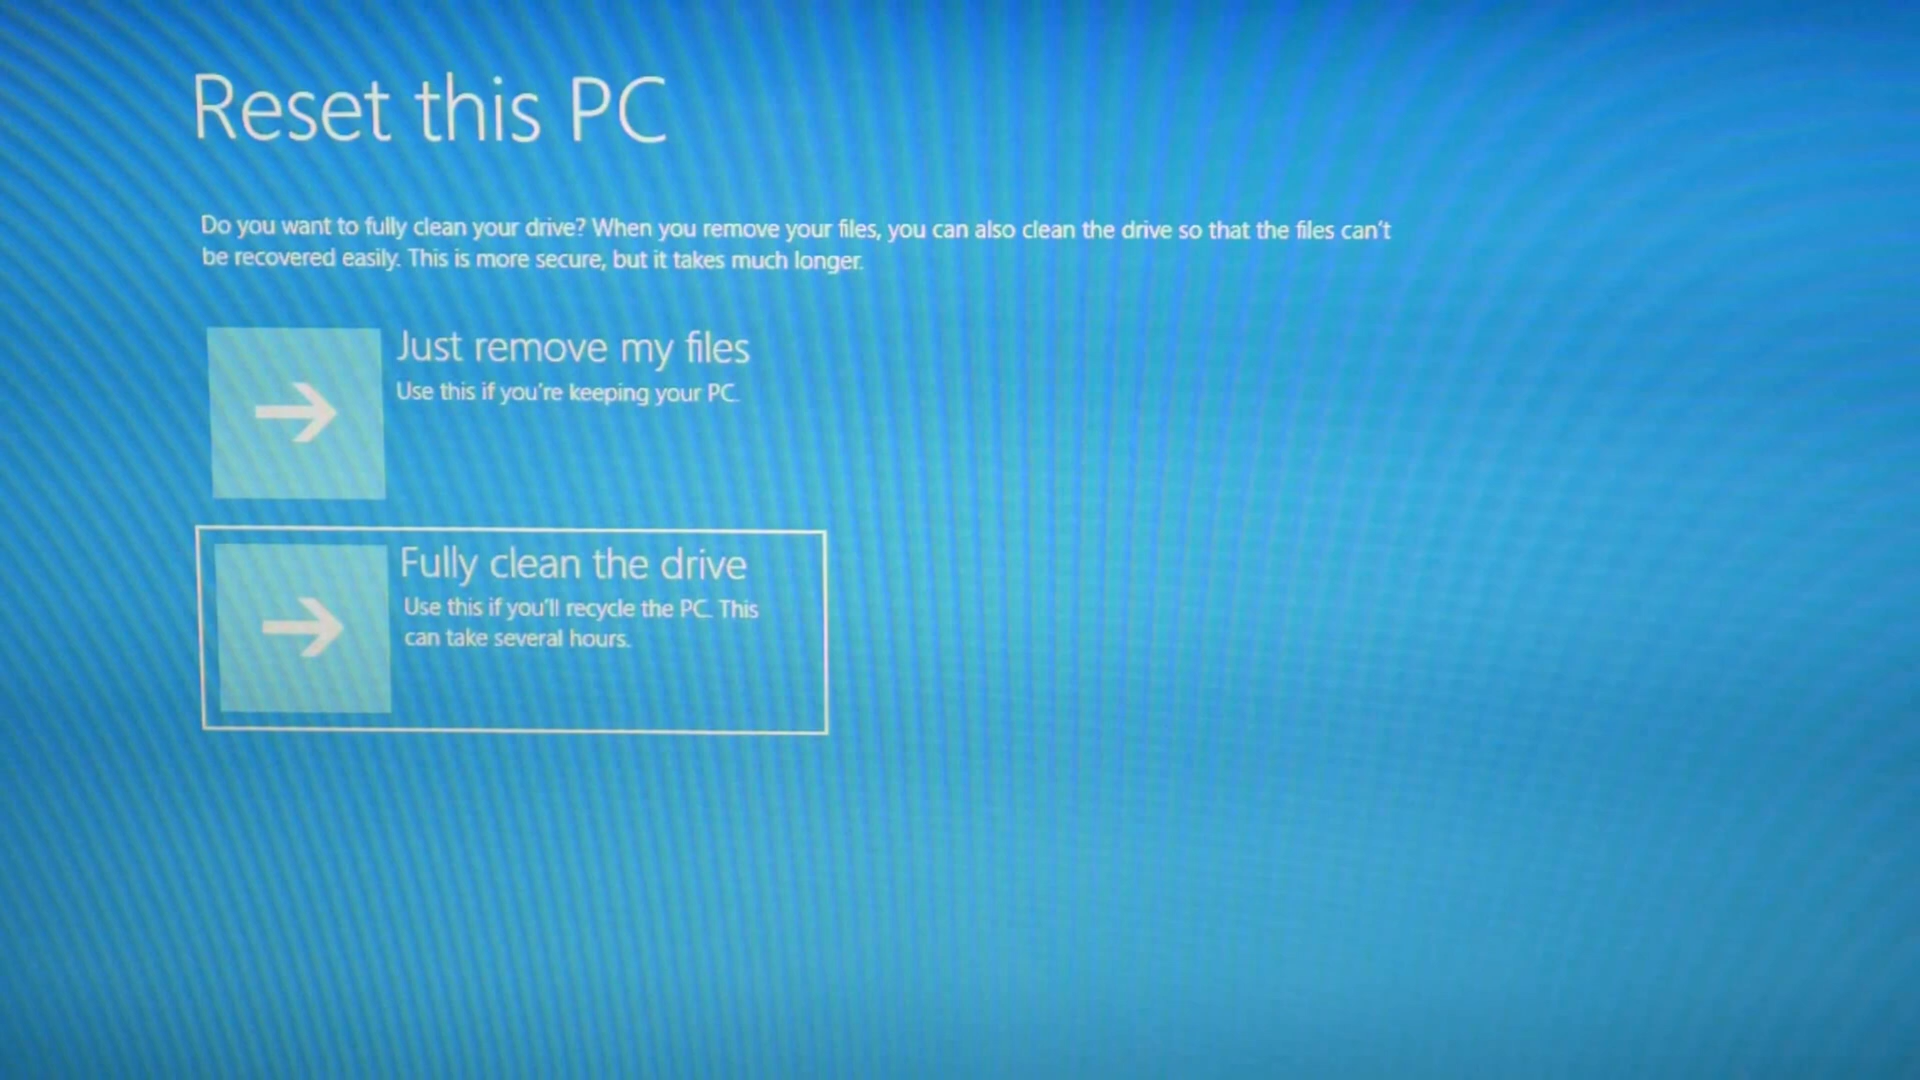 Reset this PC
Do you want to fully clean your drive? When you remove your files, you can also clean the drive so that the files can't
be recovered easily. This is more secure, but it takes much longer.
Just remove my files
Use this if you're keeping your PC.
Fully clean the drive
Use this if you'll recycle the PC. This
can take several hours.